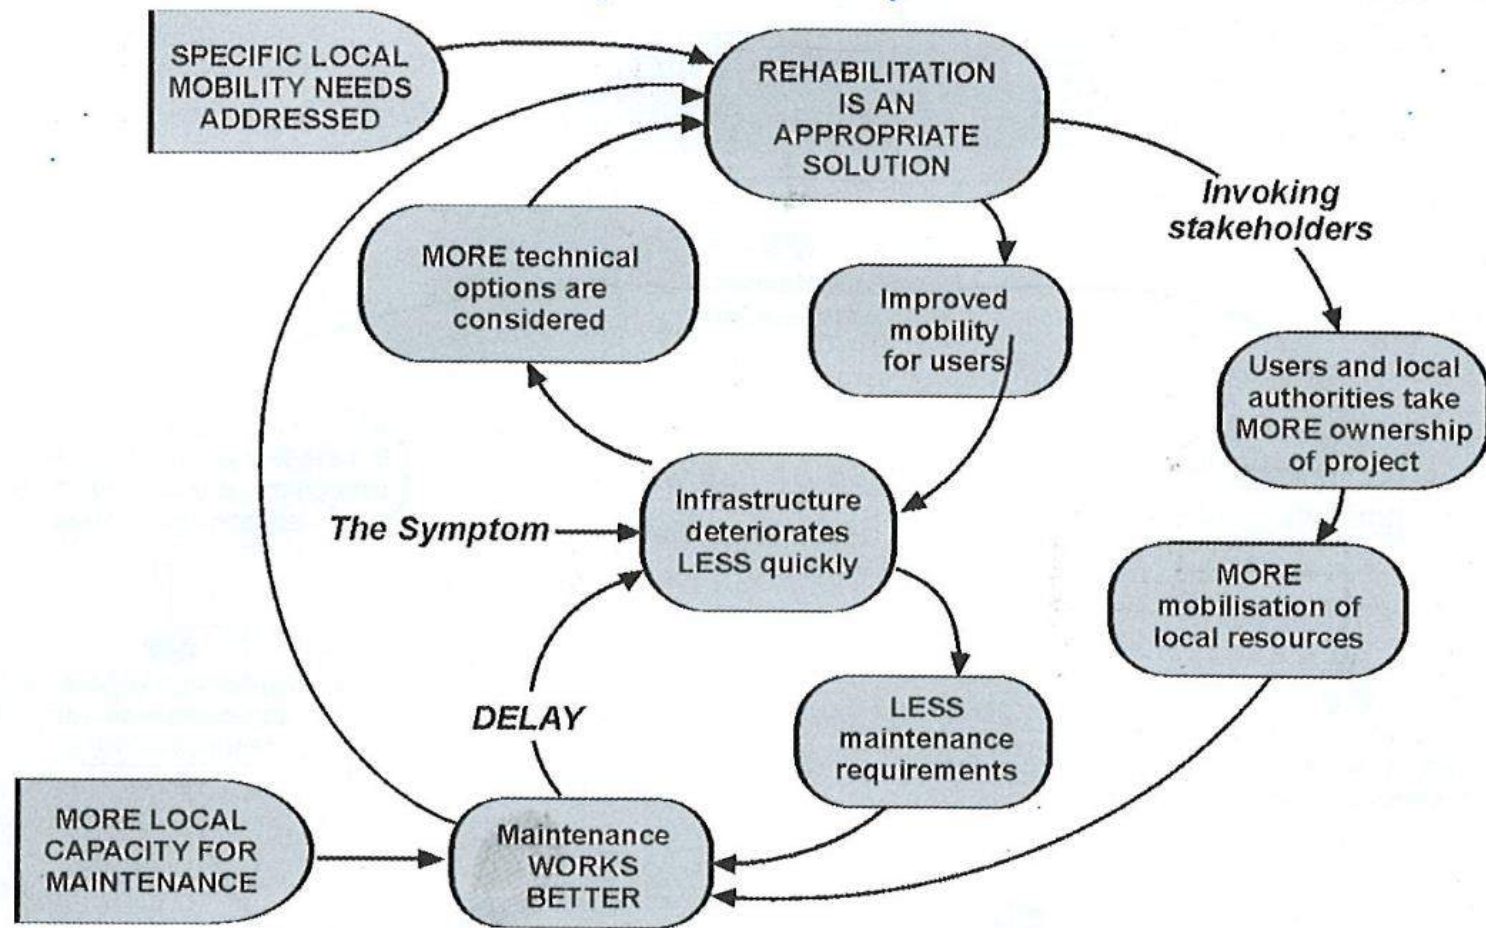 SPECIFIC LOCAL
MOBILITY NEEDS
ADDRESSED
REHABILITATION
IS AN
APPROPRIATE
SOLUTION
Invoking
stakeholders
MORE technical
options are
considered
Improved
mobility
for users
Users and local
authorities take
MORE ownership
of project
The Symptom
Infrastructure
deteriorates
LESS quickly
MORE
mobilisation of
local resources
DELAY
LESS
maintenance
requirements
MORE LOCAL
CAPACITY FOR
MAINTENANCE
Maintenance
WORKS
BETTER